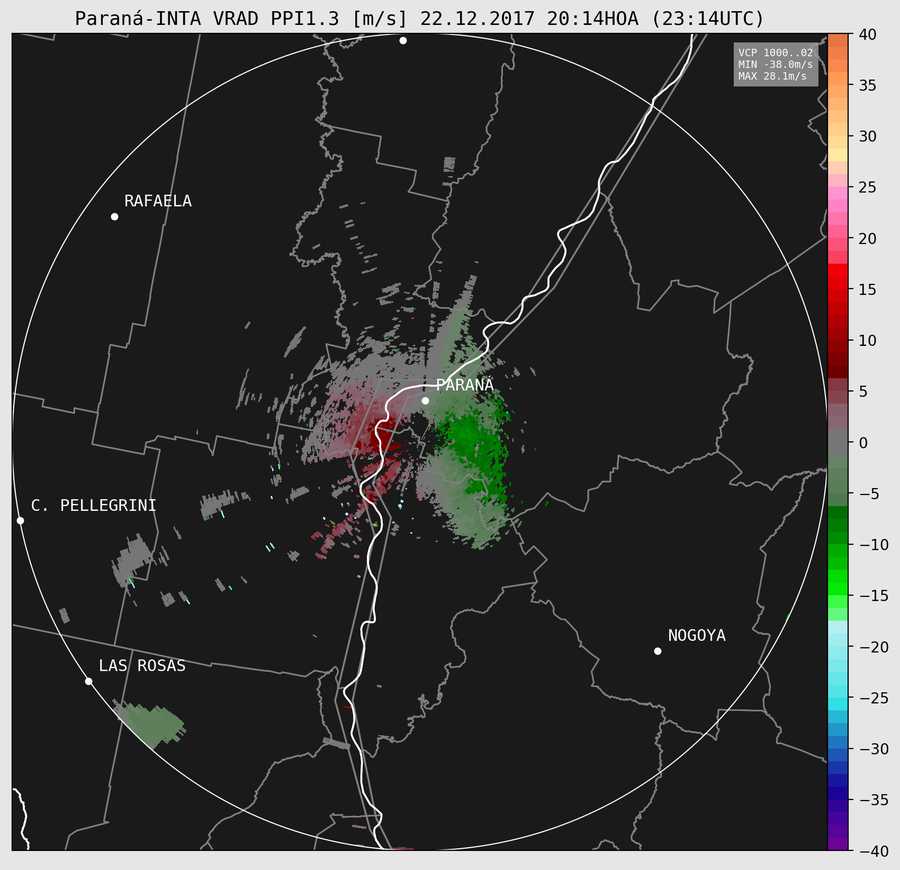 Paraná-INTA VRAD PPI1.3 [m/s] 22.12.2017 20:14HOA (23:14UTC)
VCP 1000..02
MIN -38.0m/s
MAX 28.1m/s
RAFAELA
PARANÁ
C. PELLEGRINI
LAS ROSAS
NOGOYA
40
35
30
25
20
15
10
5
0
−5
−10
−15
−20
−25
−30
−35
−40